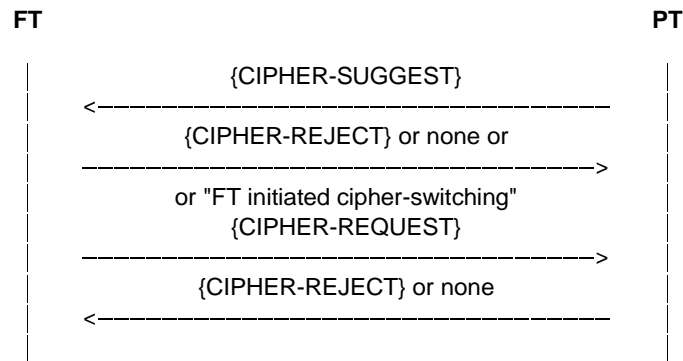 FT PT
{CIPHER-SUGGEST}
{CIPHER-REJECT} or none or
or "FT initiated cipher-switching"
{CIPHER-REQUEST}
{CIPHER-REJECT} or none